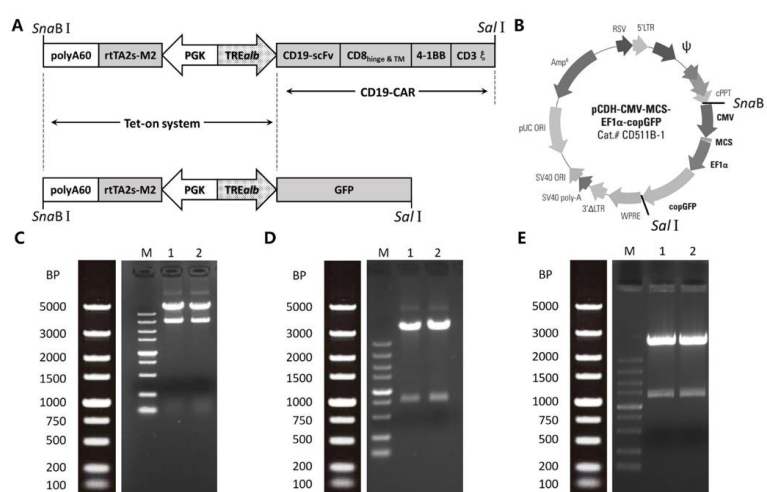 A
SnaB I
Sal I
polyA60 rtTA2s-M2 PGK TREalb CD19-scFv CD8hinge & TM 4-1BB CD3 ξ
CD19-CAR
Tet-on system
polyA60 rtTA2s-M2 PGK TREalb GFP
SnaB I
Sal I
B
RSV
5'LTR
ψ
cPPT
SnaB I
CMV
MCS
EF1α
copGFP
Sal I
WPRE
3'ΔLTR
SV40 poly-A
SV40 ORI
pUC ORI
AmpR
pCDH-CMV-MCS-
EF1α-copGFP
Cat.# CD511B-1
C
M 1 2
BP
5000
3000
2000
1500
1000
750
500
200
100
D
M 1 2
BP
5000
3000
2000
1500
1000
750
500
200
100
E
M 1 2
BP
5000
3000
2000
1500
1000
750
500
200
100